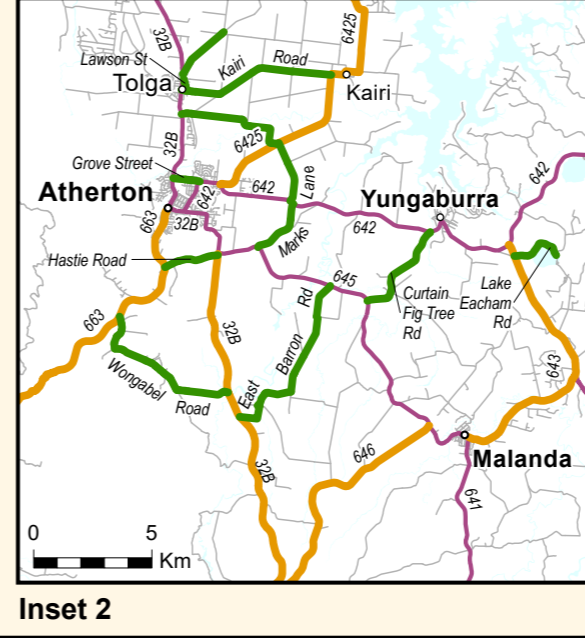 32B
6425
Lawson St
Kairi Road
Tolga
Kairi
32B
6425
Grove Street
Lane
642
642
642
Atherton
Yungaburra
663
32B
642
Marks
Hastie Road
645
Lake
Eacham
Rd
Curtain
Fig Tree
Rd
Rd
663
32B
Barron
643
Wongabel
Road
East
646
Malanda
32B
641
0 5
Km
Inset 2